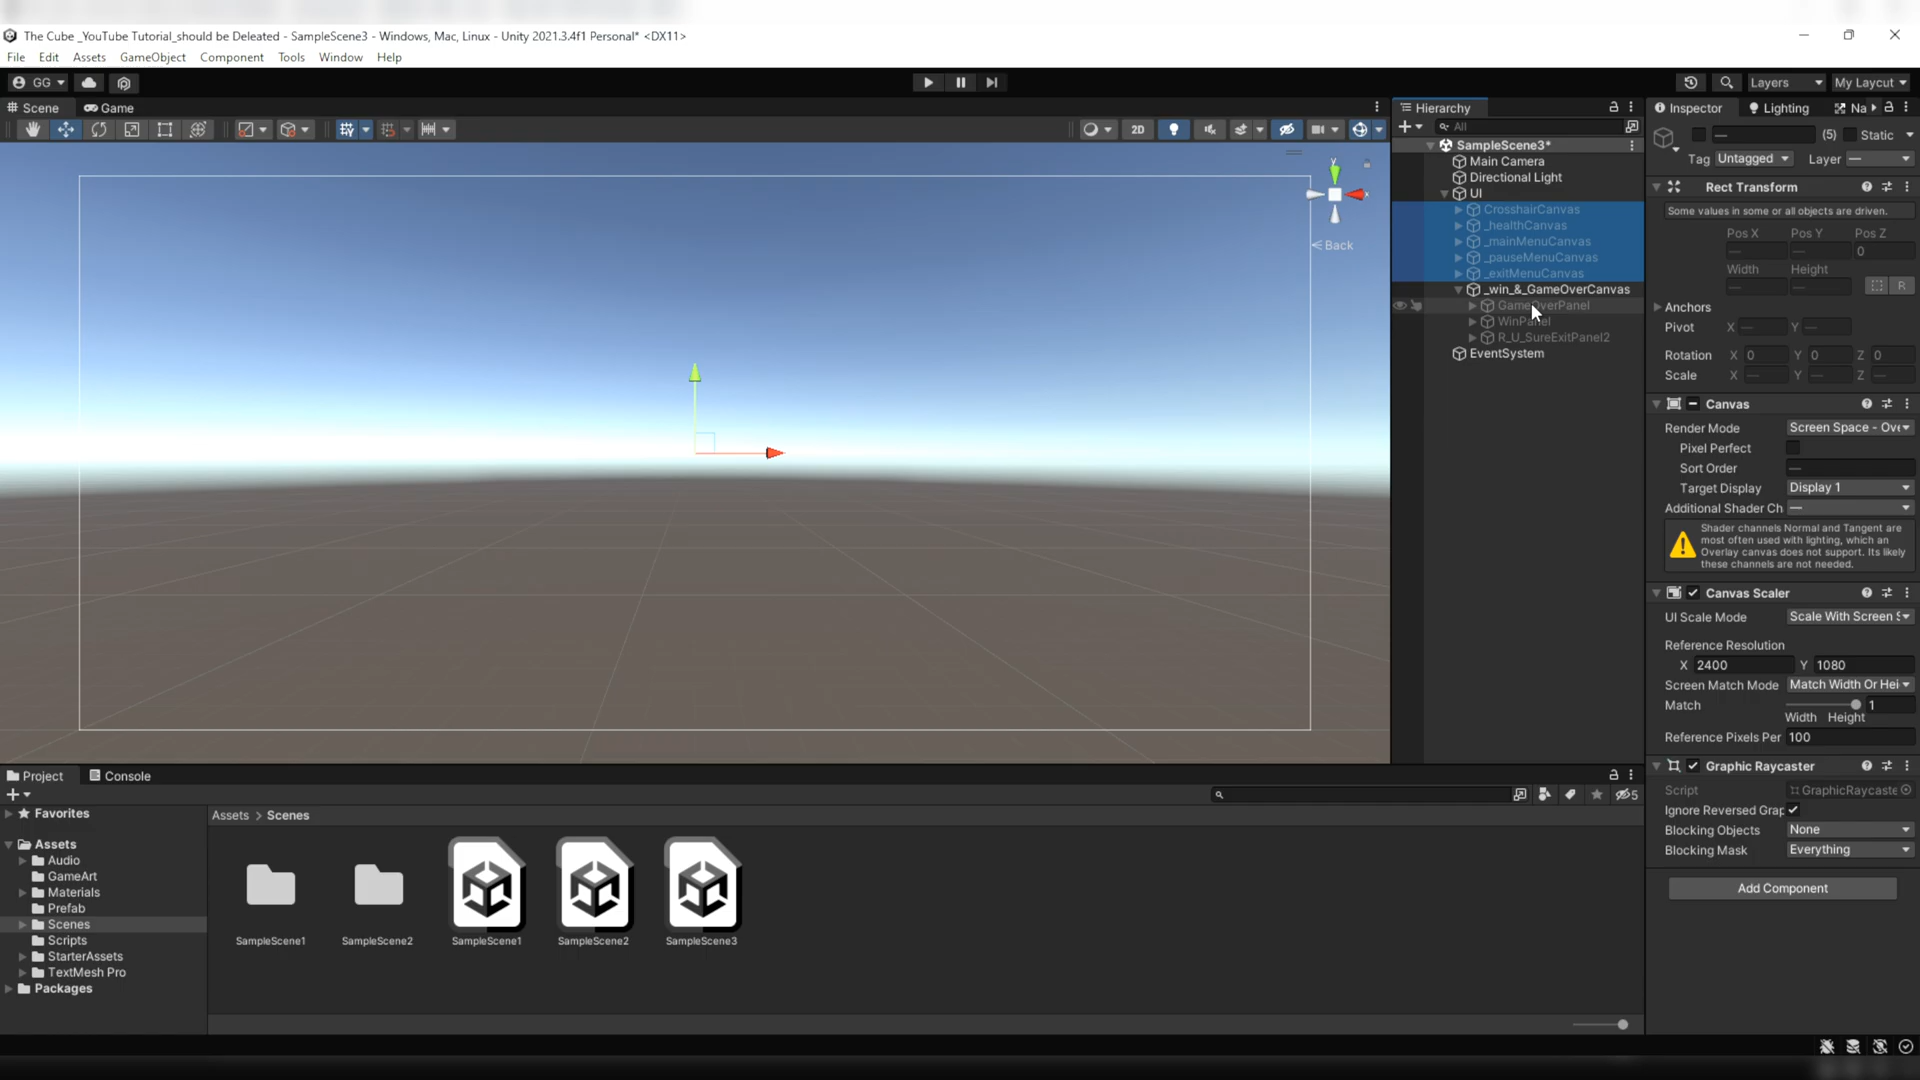 The Cube _YouTube Tutorial_should be Deleated - SampleScene3 - Windows, Mac, Linux - Unity 2021.3.4f1 Personal* <DX11>
File Edit Assets GameObject Component Tools Window Help
GG Layers My Laycut
Scene Game
2D
y
x
Back
Hierarchy
All
SampleScene3*
Main Camera
Directional Light
UI
CrosshairCanvas
_healthCanvas
_mainMenuCanvas
_pauseMenuCanvas
_exitMenuCanvas
_win_&_GameOverCanvas
GameOverPanel
WinPanel
R_U_SureExitPanel2
EventSystem
Inspector Lighting Na
— (5) Static
Tag Untagged Layer —
Rect Transform
Some values in some or all objects are driven.
Pos X Pos Y Pos Z
— — 0
Width Height
— — R
Anchors
Pivot X — Y —
Rotation X 0 Y 0 Z 0
Scale X — Y — Z —
Canvas
Render Mode Screen Space - Ove
Pixel Perfect
Sort Order —
Target Display Display 1
Additional Shader Ch —
Shader channels Normal and Tangent are
most often used with lighting, which an
Overlay canvas does not support. Its likely
these channels are not needed.
Canvas Scaler
UI Scale Mode Scale With Screen S
Reference Resolution
X 2400 Y 1080
Screen Match Mode Match Width Or Hei
Match 1
Width Height
Reference Pixels Per 100
Graphic Raycaster
Script GraphicRaycaste
Ignore Reversed Grap
Blocking Objects None
Blocking Mask Everything
Add Component
Project Console
5
Favorites
Assets
Audio
GameArt
Materials
Prefab
Scenes
Scripts
StarterAssets
TextMesh Pro
Packages
Assets > Scenes
SampleScene1 SampleScene2 SampleScene1 SampleScene2 SampleScene3